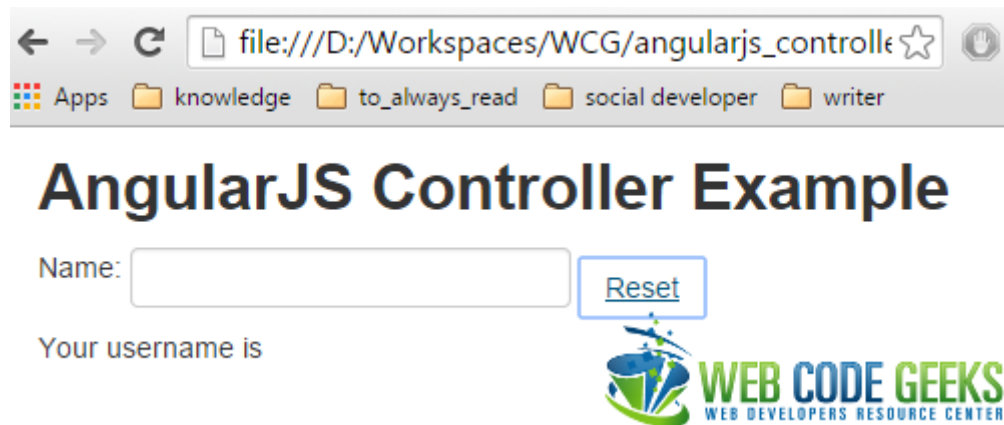 file:///D:/Workspaces/WCG/angularjs_controlle
Apps knowledge to_always_read social developer writer
AngularJS Controller Example
Name: Reset
Your username is
WEB CODE GEEKS
WEB DEVELOPERS RESOURCE CENTER